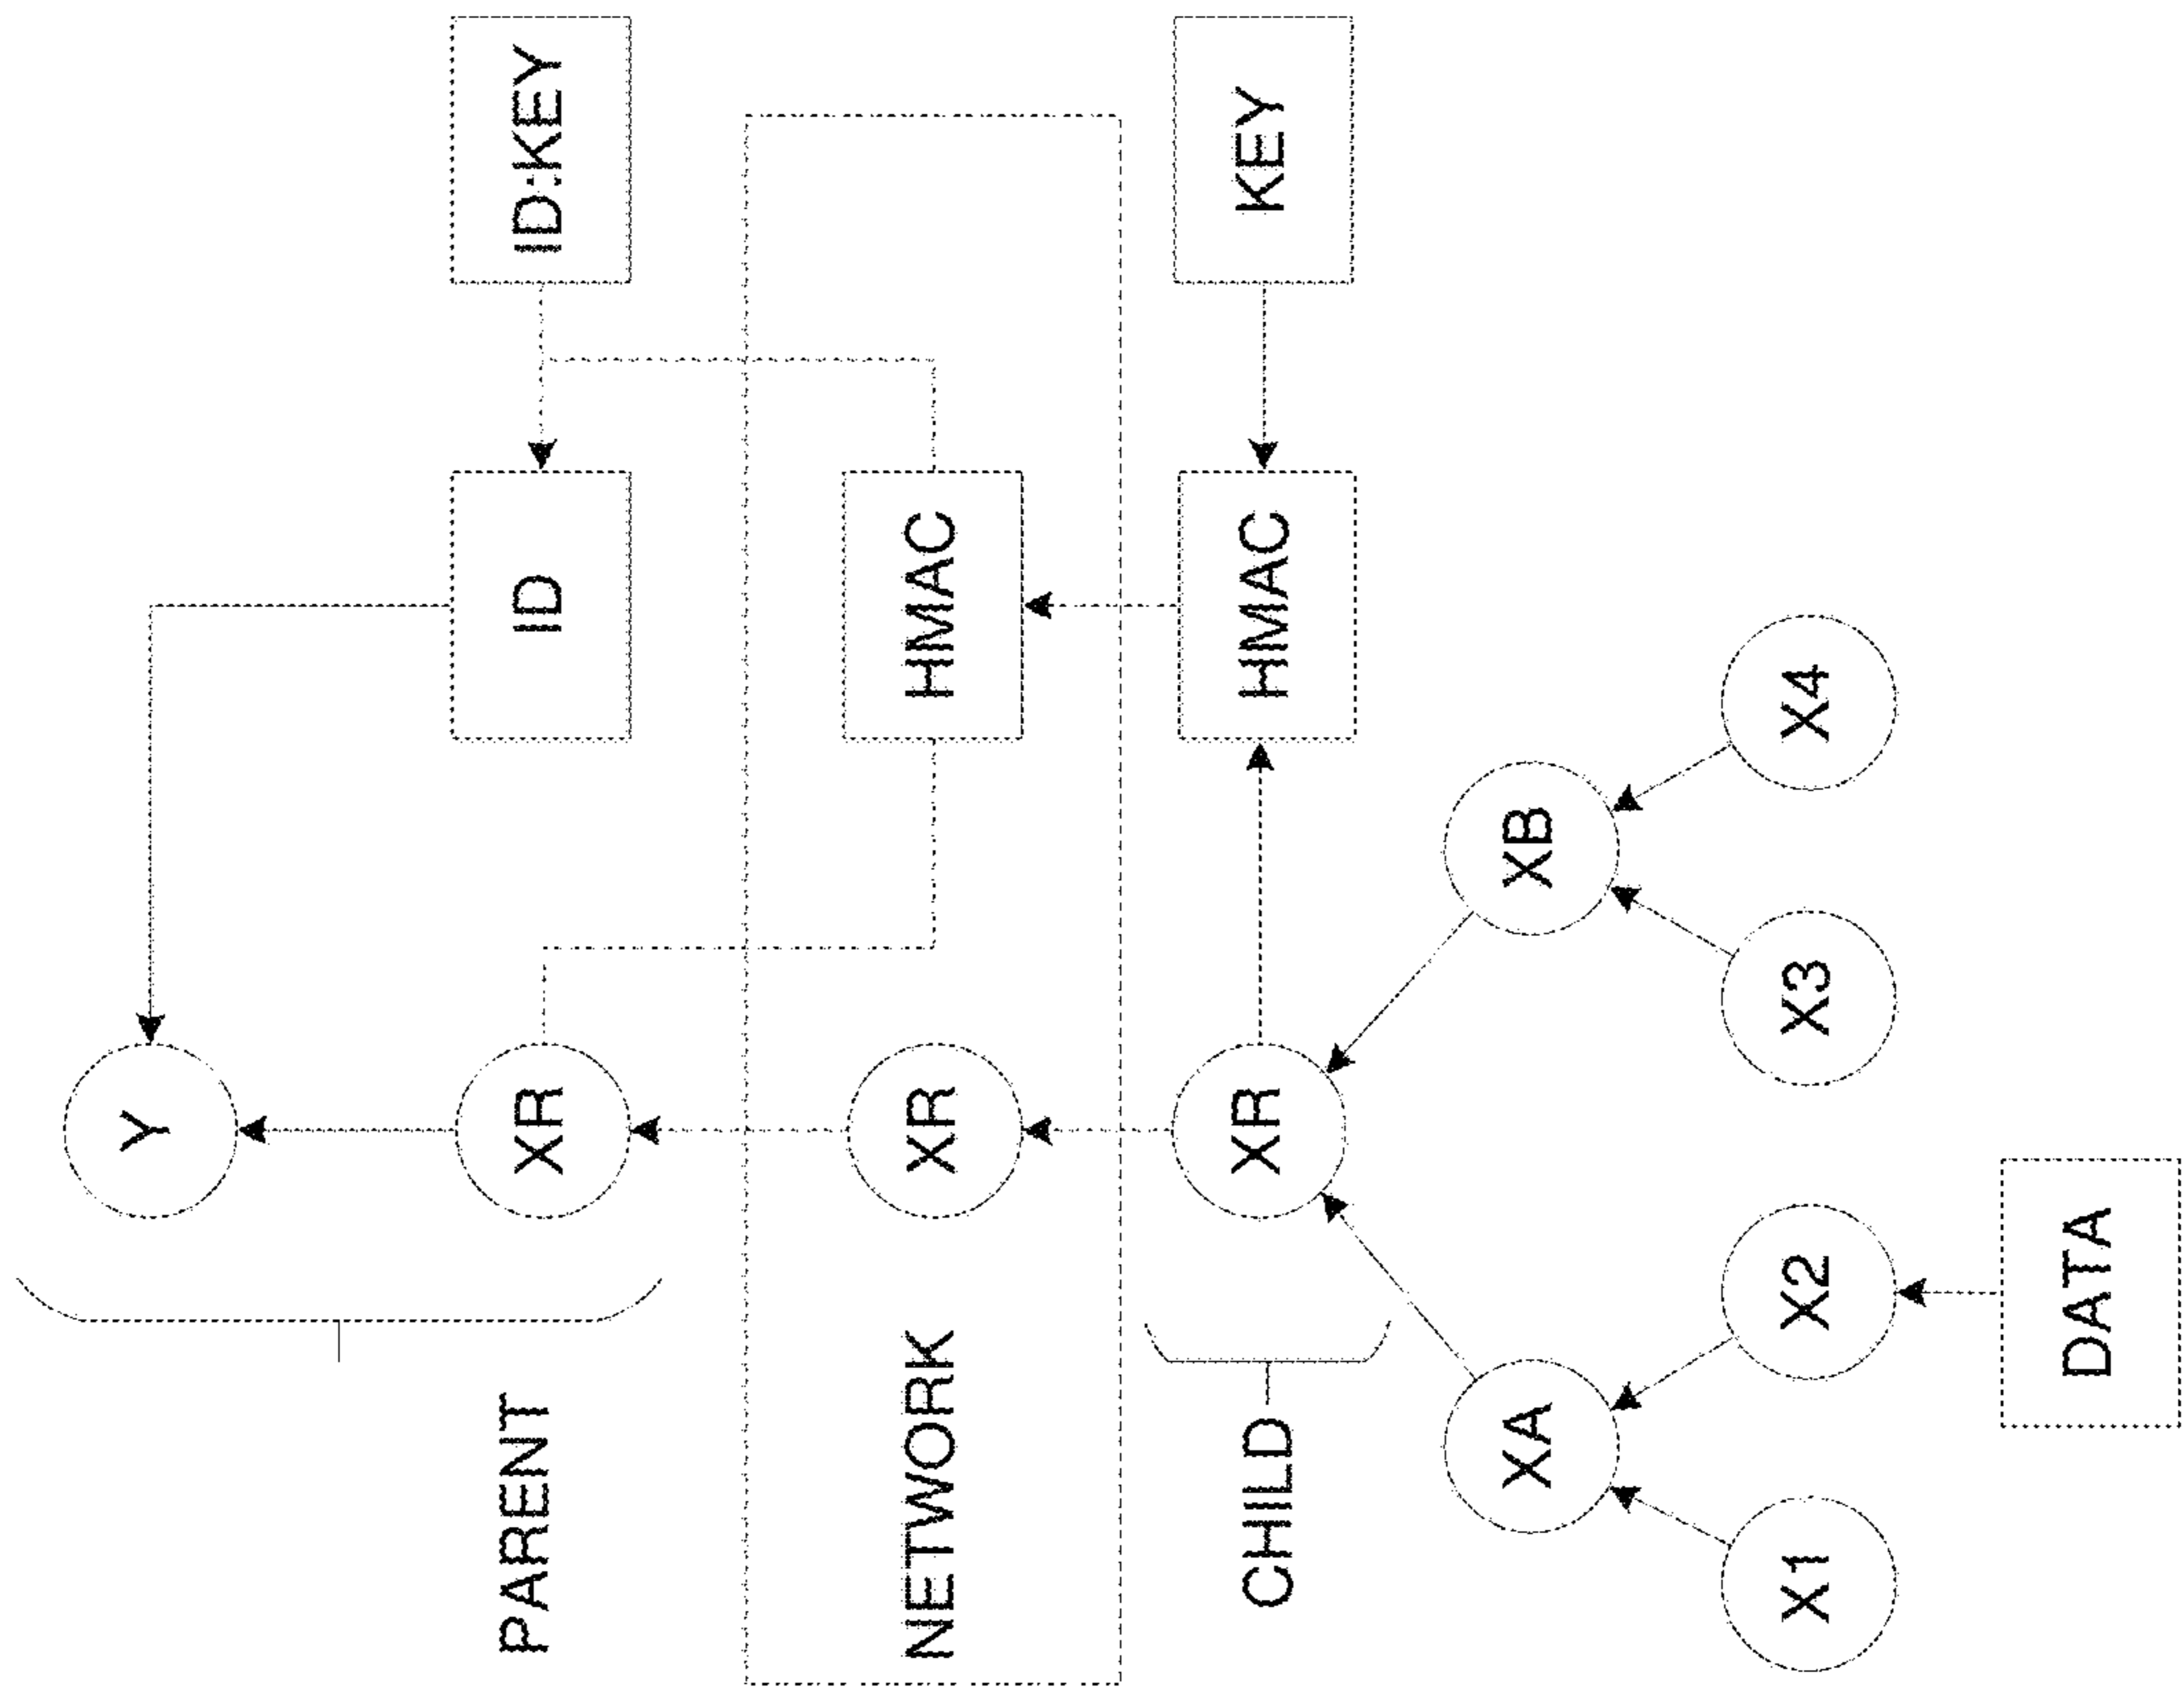 Y
ID
ID:KEY
PARENT
XR
NETWORK
XR
HMAC
CHILD
XR
HMAC
KEY
XA
XB
X1
X2
X3
X4
DATA